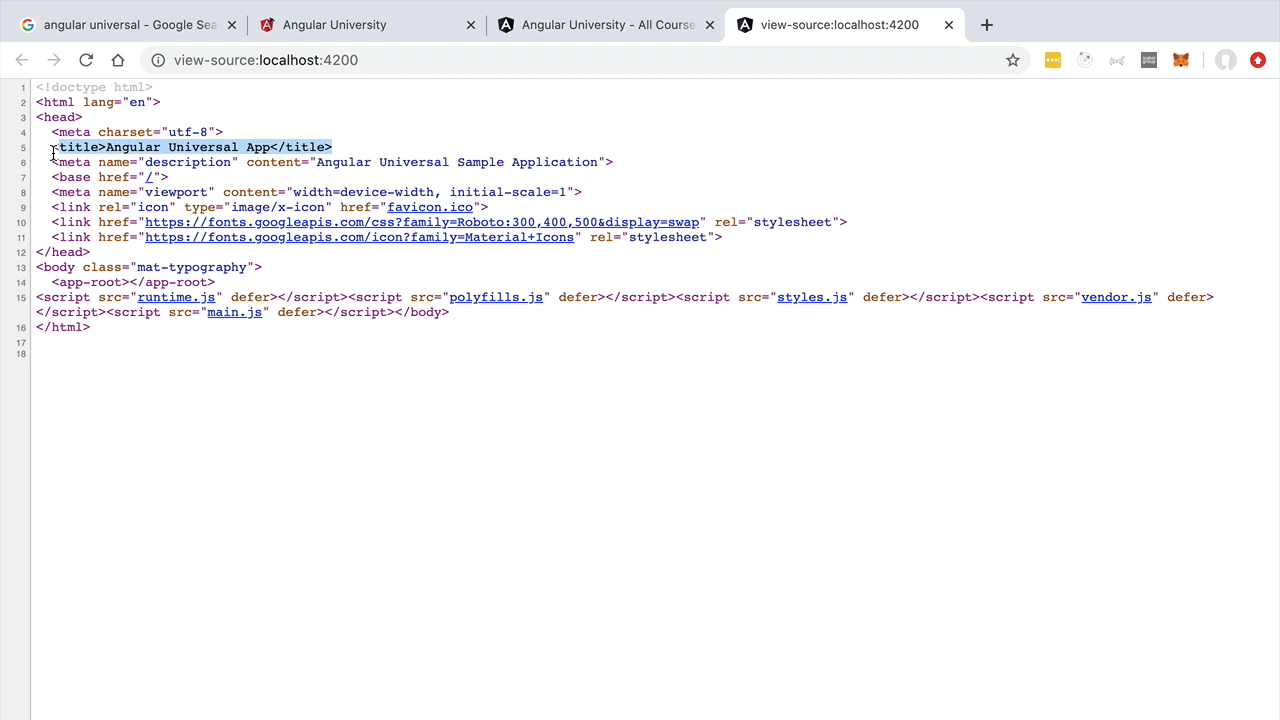 angular universal - Google Sea
Angular University
Angular University - All Course
view-source:localhost:4200
view-source:localhost:4200
1 <!doctype html>
2 <html lang="en">
3 <head>
4 <meta charset="utf-8">
5 <title>Angular Universal App</title>
6 <meta name="description" content="Angular Universal Sample Application">
7 <base href="/">
8 <meta name="viewport" content="width=device-width, initial-scale=1">
9 <link rel="icon" type="image/x-icon" href="favicon.ico">
10 <link href="https://fonts.googleapis.com/css?family=Roboto:300,400,500&display=swap" rel="stylesheet">
11 <link href="https://fonts.googleapis.com/icon?family=Material+Icons" rel="stylesheet">
12 </head>
13 <body class="mat-typography">
14 <app-root></app-root>
15 <script src="runtime.js" defer></script><script src="polyfills.js" defer></script><script src="styles.js" defer></script><script src="vendor.js" defer>
</script><script src="main.js" defer></script></body>
16 </html>
17
18